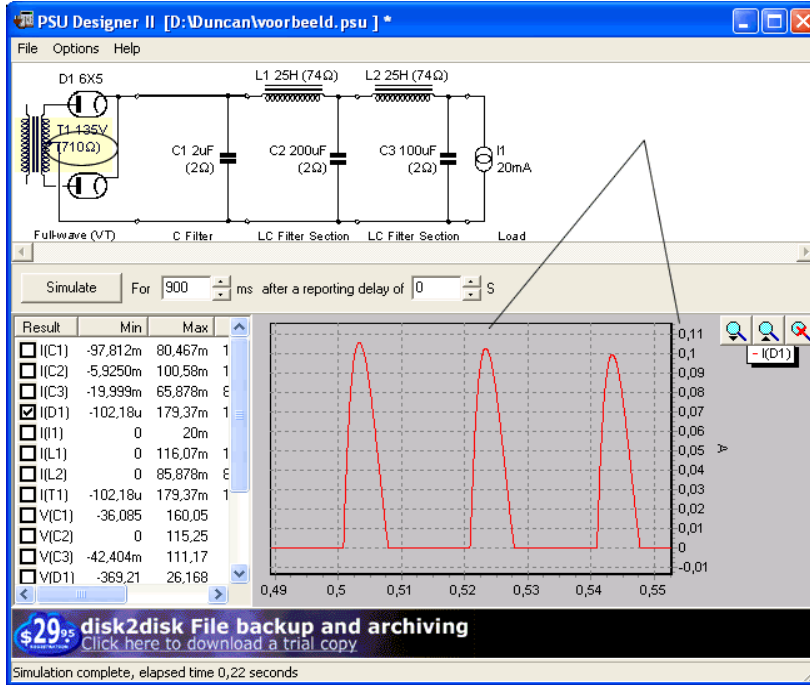 PSU Designer II [D:\Duncan\voorbeeld.psu ] *
File Options Help
D1 6X5
L1 25H (74Ω)
L2 25H (74Ω)
T1 135V
(710Ω)
C1 2uF
(2Ω)
C2 200uF
(2Ω)
C3 100uF
(2Ω)
I1
20mA
Full-wave (VT)
C Filter
LC Filter Section
LC Filter Section
Load
Simulate For 900 ms after a reporting delay of 0 S
Result Min Max
I(C1) -97,812m 80,467m 1
I(C2) -5,9250m 100,58m 1
I(C3) -19,999m 65,878m 8
I(D1) -102,18u 179,37m 1
I(I1) 0 20m
I(L1) 0 116,07m 1
I(L2) 0 85,878m 8
I(T1) -102,18u 179,37m 1
V(C1) -36,085 160,05
V(C2) 0 115,25
V(C3) -42,404m 111,17
V(D1) -369,21 26,168
0,11
0,1
0,09
0,08
0,07
0,06
0,05
0,04
0,03
0,02
0,01
0
-0,01
A
I(D1)
0,49 0,5 0,51 0,52 0,53 0,54 0,55
$29.95 disk2disk File backup and archiving
REGISTRATION
Click here to download a trial copy
Simulation complete, elapsed time 0,22 seconds